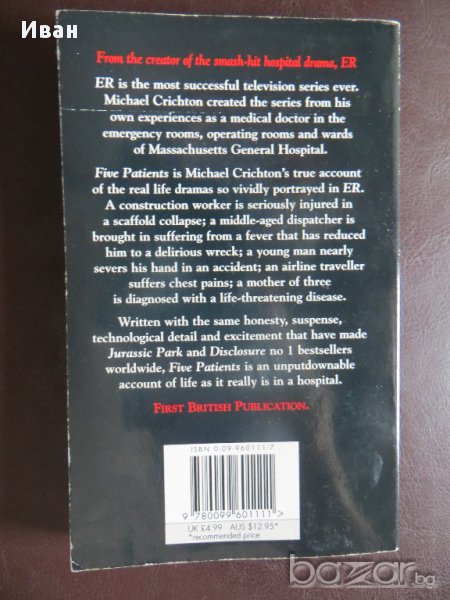 Иван
From the creator of the smash-hit hospital drama, ER
ER is the most successful television series ever.
Michael Crichton created the series from his
own experiences as a medical doctor in the
emergency rooms, operating rooms and wards
of Massachusetts General Hospital.
Five Patients is Michael Crichton's true account
of the real life dramas so vividly portrayed in ER.
A construction worker is seriously injured in
a scaffold collapse; a middle-aged dispatcher is
brought in suffering from a fever that has reduced
him to a delirious wreck; a young man nearly
severs his hand in an accident; an airline traveller
suffers chest pains; a mother of three
is diagnosed with a life-threatening disease.
Written with the same honesty, suspense,
technological detail and excitement that have made
Jurassic Park and Disclosure no 1 bestsellers
worldwide, Five Patients is an unputdownable
account of life as it really is in a hospital.
FIRST BRITISH PUBLICATION.
ISBN 0-09-960111-7
9 780099 601111 >
UK £4.99 AUS $12.95*
*recommended price
bazar.bg